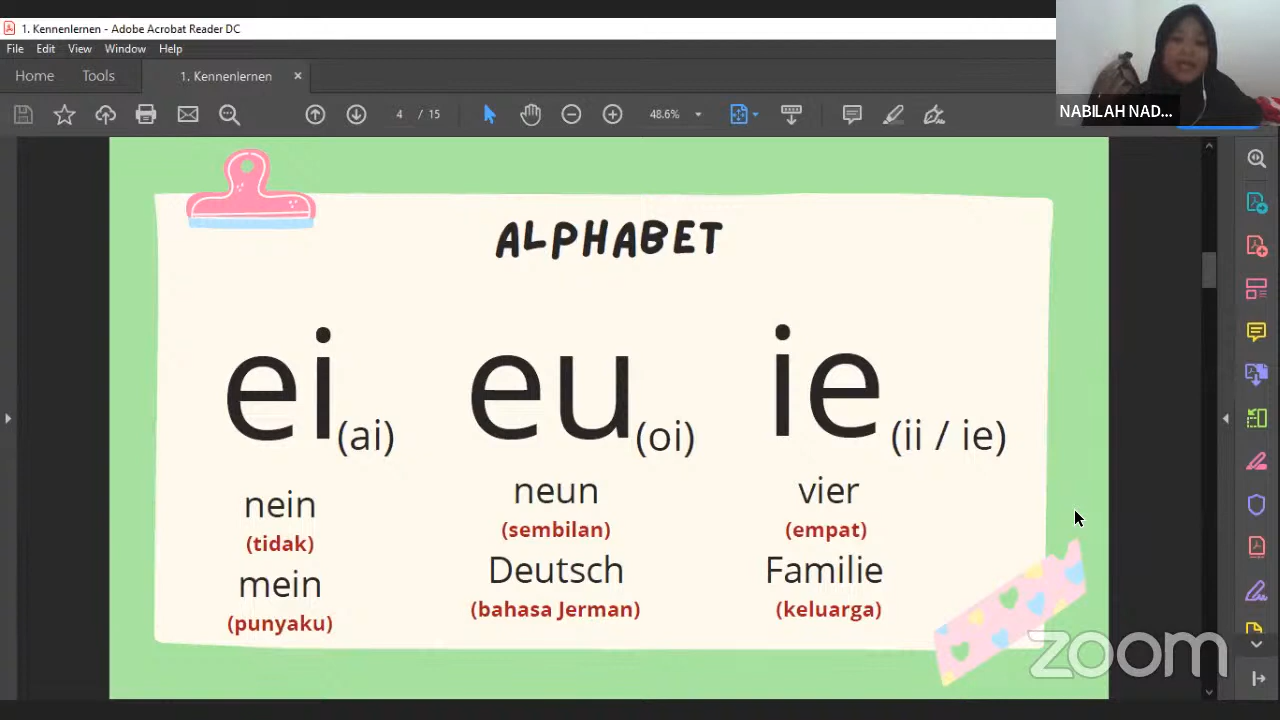 1. Kennenlernen - Adobe Acrobat Reader DC
File Edit View Window Help
Home Tools 1. Kennenlernen ×
4 / 15 48.6%
NABILAH NAD...
ALPHABET
ei (ai) eu (oi) ie (ii / ie)
nein neun vier
(tidak) (sembilan) (empat)
mein Deutsch Familie
(punyaku) (bahasa Jerman) (keluarga)
zoom